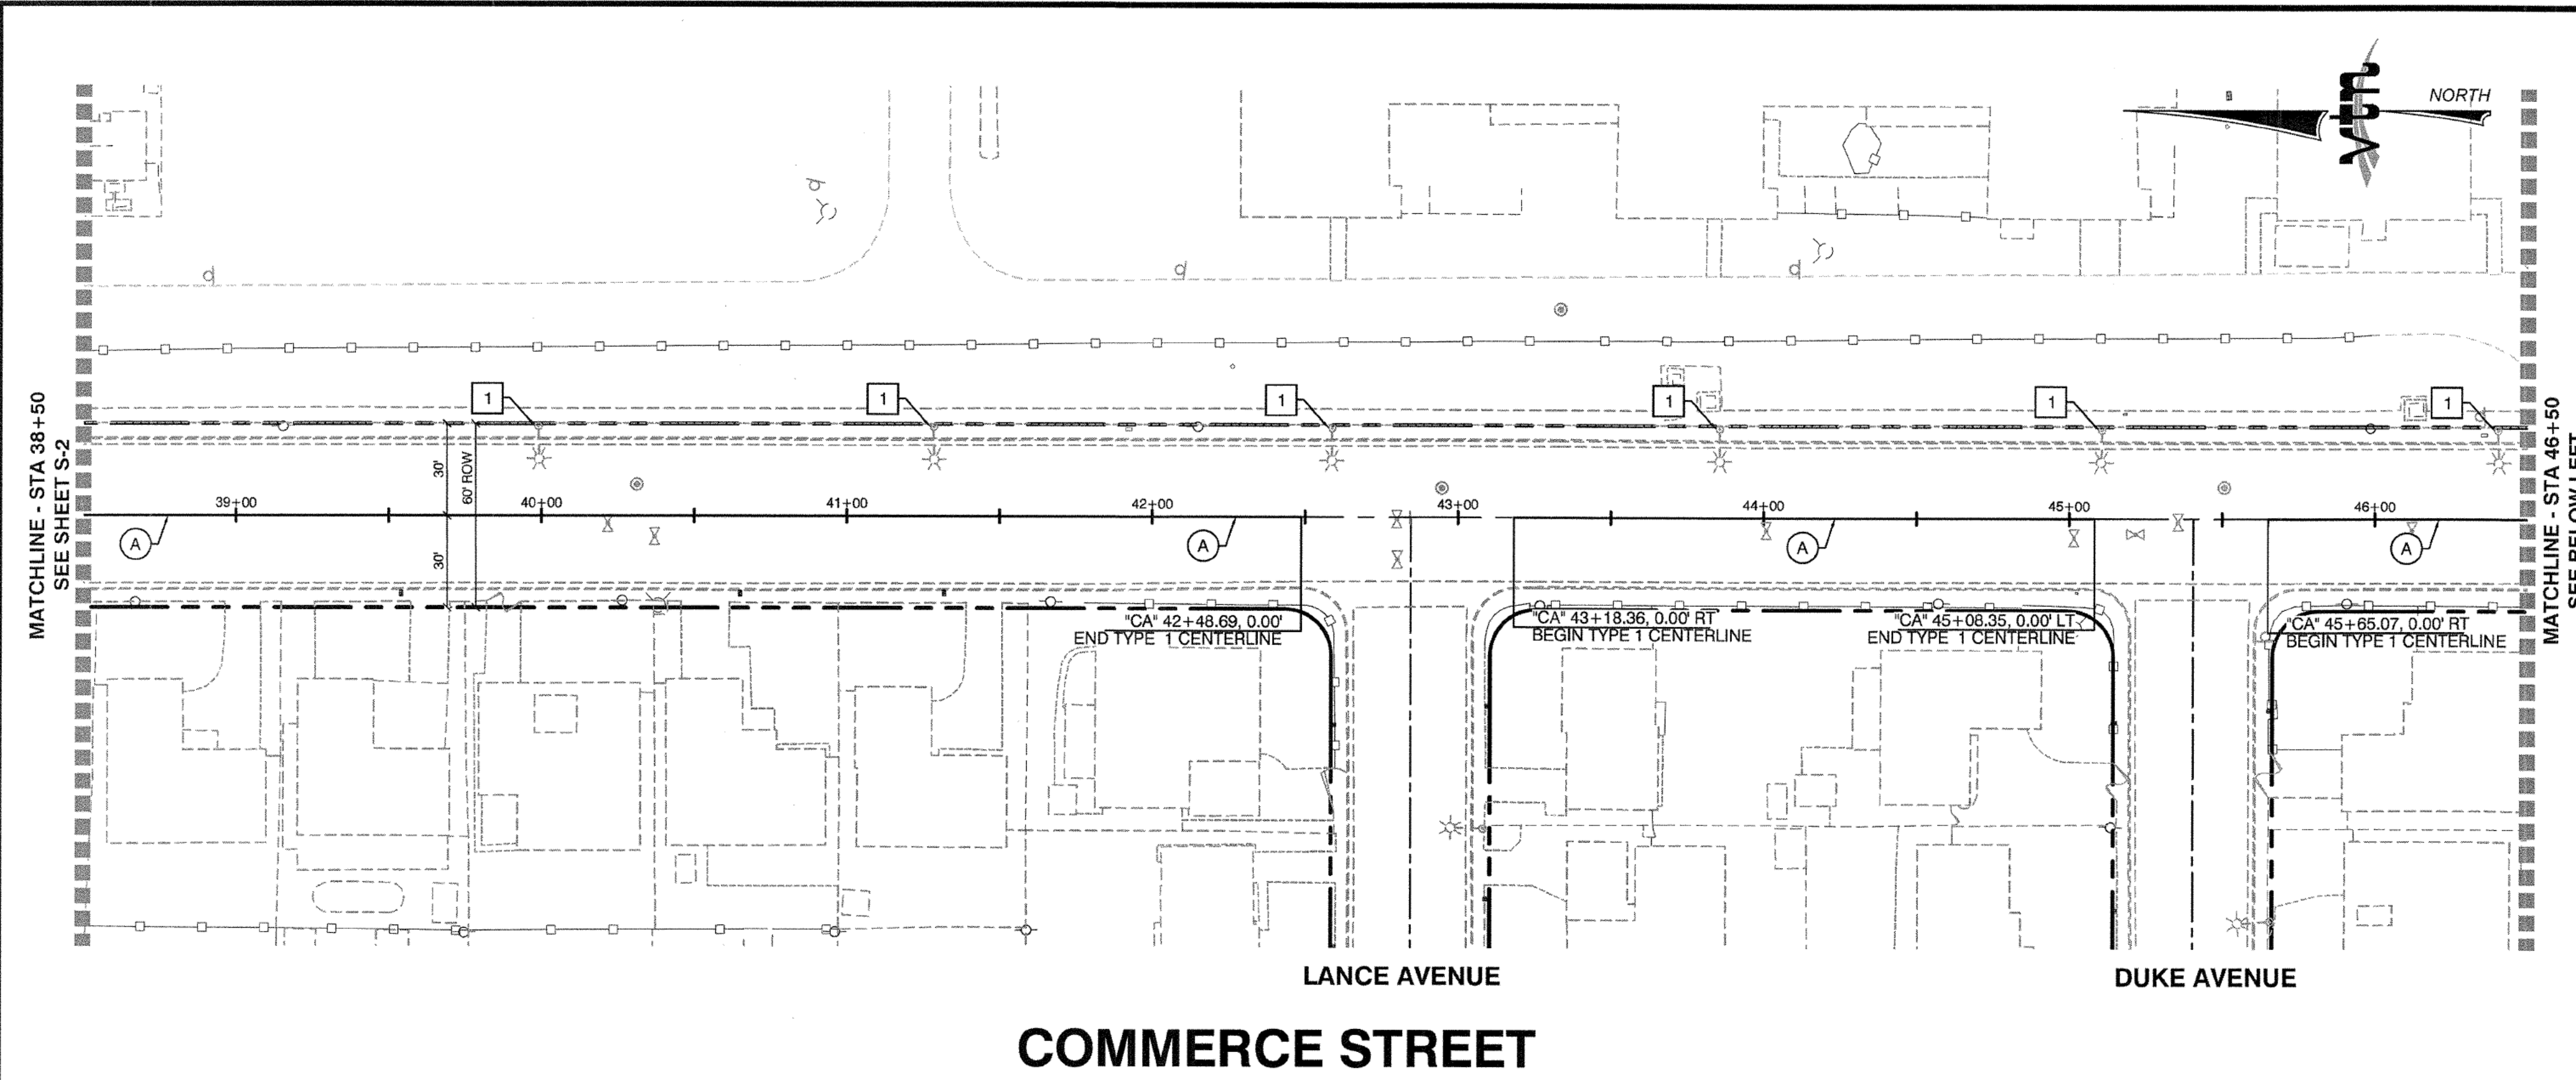 NORTH
vtn
MATCHLINE - STA 38+50
SEE SHEET S-2
1
1
1
1
1
1
30'
60' ROW
30'
39+00
40+00
41+00
42+00
43+00
44+00
45+00
46+00
A
A
A
A
"CA" 42+48.69, 0.00'
END TYPE 1 CENTERLINE
"CA" 43+18.36, 0.00' RT
BEGIN TYPE 1 CENTERLINE
"CA" 45+08.35, 0.00' LT
END TYPE 1 CENTERLINE
"CA" 45+65.07, 0.00' RT
BEGIN TYPE 1 CENTERLINE
MATCHLINE - STA 46+50
SEE BELOW LEFT
LANCE AVENUE
DUKE AVENUE
COMMERCE STREET